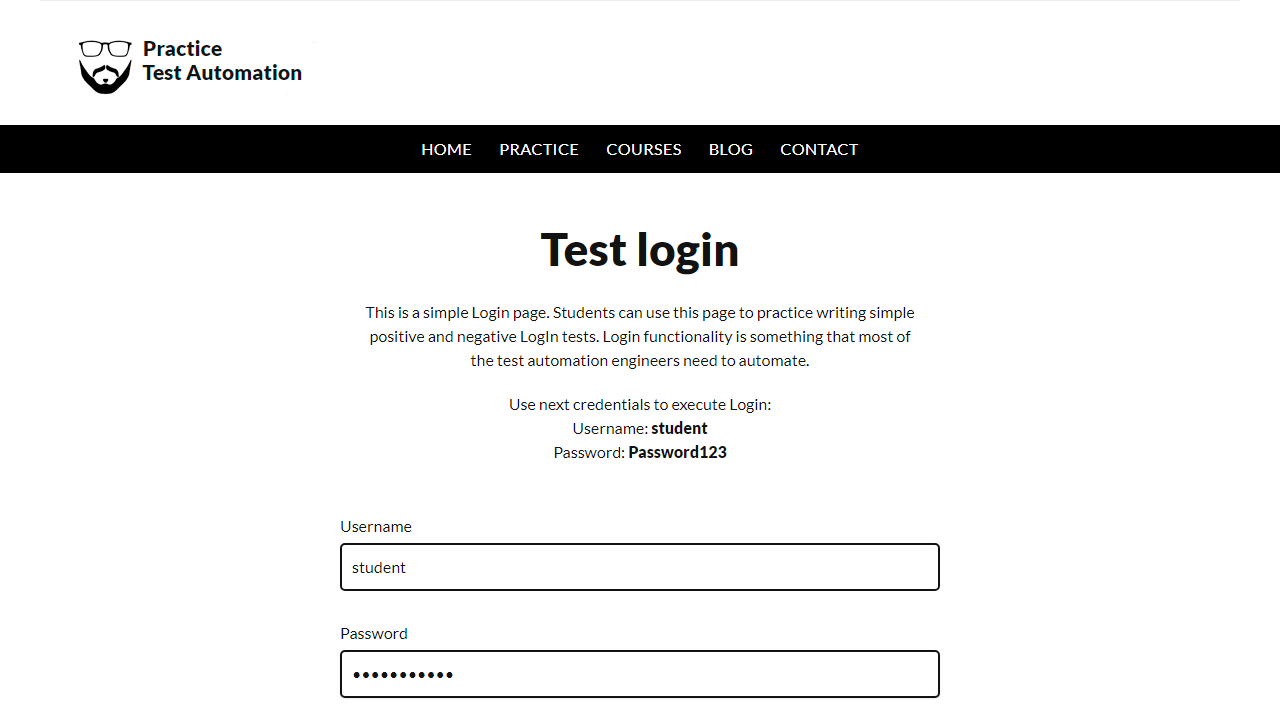 Practice
Test Automation
HOME PRACTICE COURSES BLOG CONTACT
Test login
This is a simple Login page. Students can use this page to practice writing simple
positive and negative LogIn tests. Login functionality is something that most of
the test automation engineers need to automate.
Use next credentials to execute Login:
Username: student
Password: Password123
Username
student
Password
•••••••••••